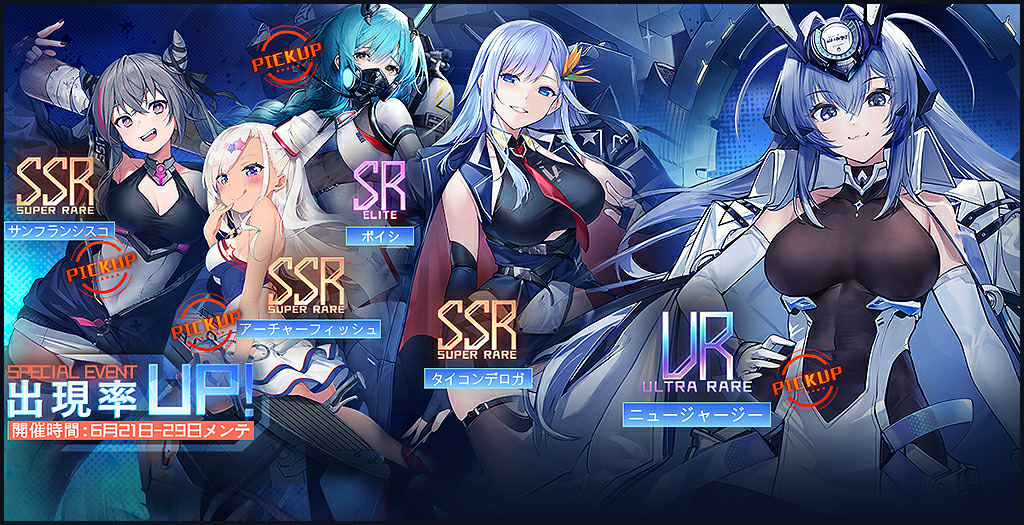 PICKUP
SSR
SUPER RARE
サンフランシスコ
PICKUP
SR
ELITE
ボイシ
SSR
SUPER RARE
アーチャーフィッシュ
PICKUP
SSR
SUPER RARE
タイコンデロガ
UR
ULTRA RARE
ニュージャージー
PICKUP
SPECIAL EVENT
出現率UP!
開催時間:6月21日-29日メンテ